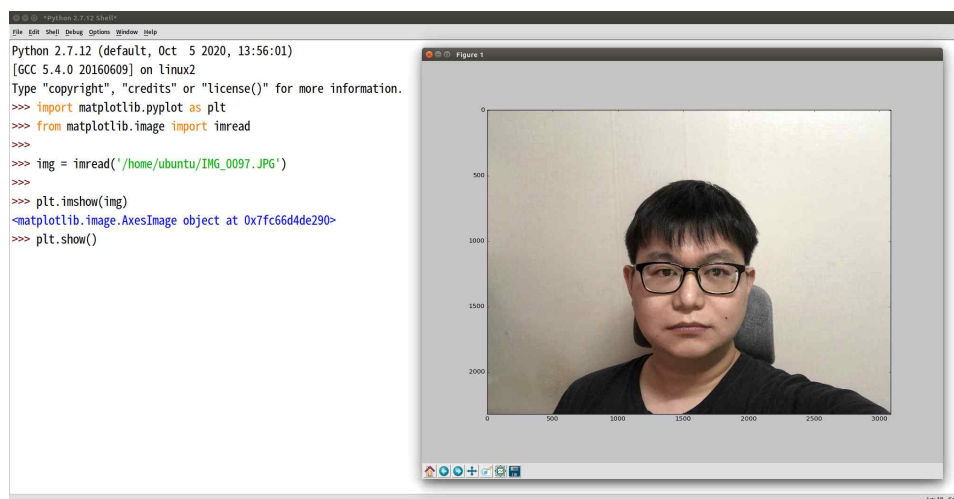 *Python 2.7.12 Shell*
File Edit Shell Debug Options Window Help
Python 2.7.12 (default, Oct  5 2020, 13:56:01)
[GCC 5.4.0 20160609] on linux2
Type "copyright", "credits" or "license()" for more information.
>>> import matplotlib.pyplot as plt
>>> from matplotlib.image import imread
>>>
>>> img = imread('/home/ubuntu/IMG_0097.JPG')
>>>
>>> plt.imshow(img)
<matplotlib.image.AxesImage object at 0x7fc66d4de290>
>>> plt.show()
Figure 1
0
500
1000
1500
2000
0 500 1000 1500 2000 2500 3000